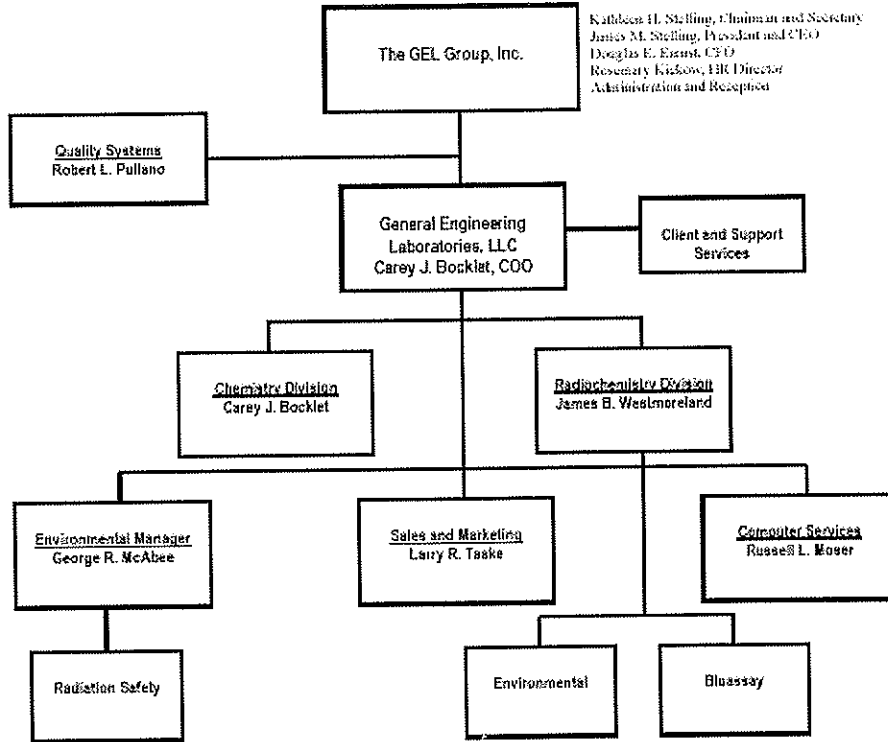 The GEL Group, Inc.
Kathleen H. Stelling, Chairman and Secretary
James M. Stelling, President and CEO
Douglas E. Earnst, CFO
Rosemary Kiskow, HR Director
Administration and Reception
Quality Systems
Robert L. Pullano
General Engineering
Laboratories, LLC
Carey J. Bocklet, COO
Client and Support
Services
Chemistry Division
Carey J. Bocklet
Radiochemistry Division
James B. Westmoreland
Environmental Manager
George R. McAbee
Sales and Marketing
Larry R. Taske
Computer Services
Russell L. Moser
Radiation Safety
Environmental
Bioassay